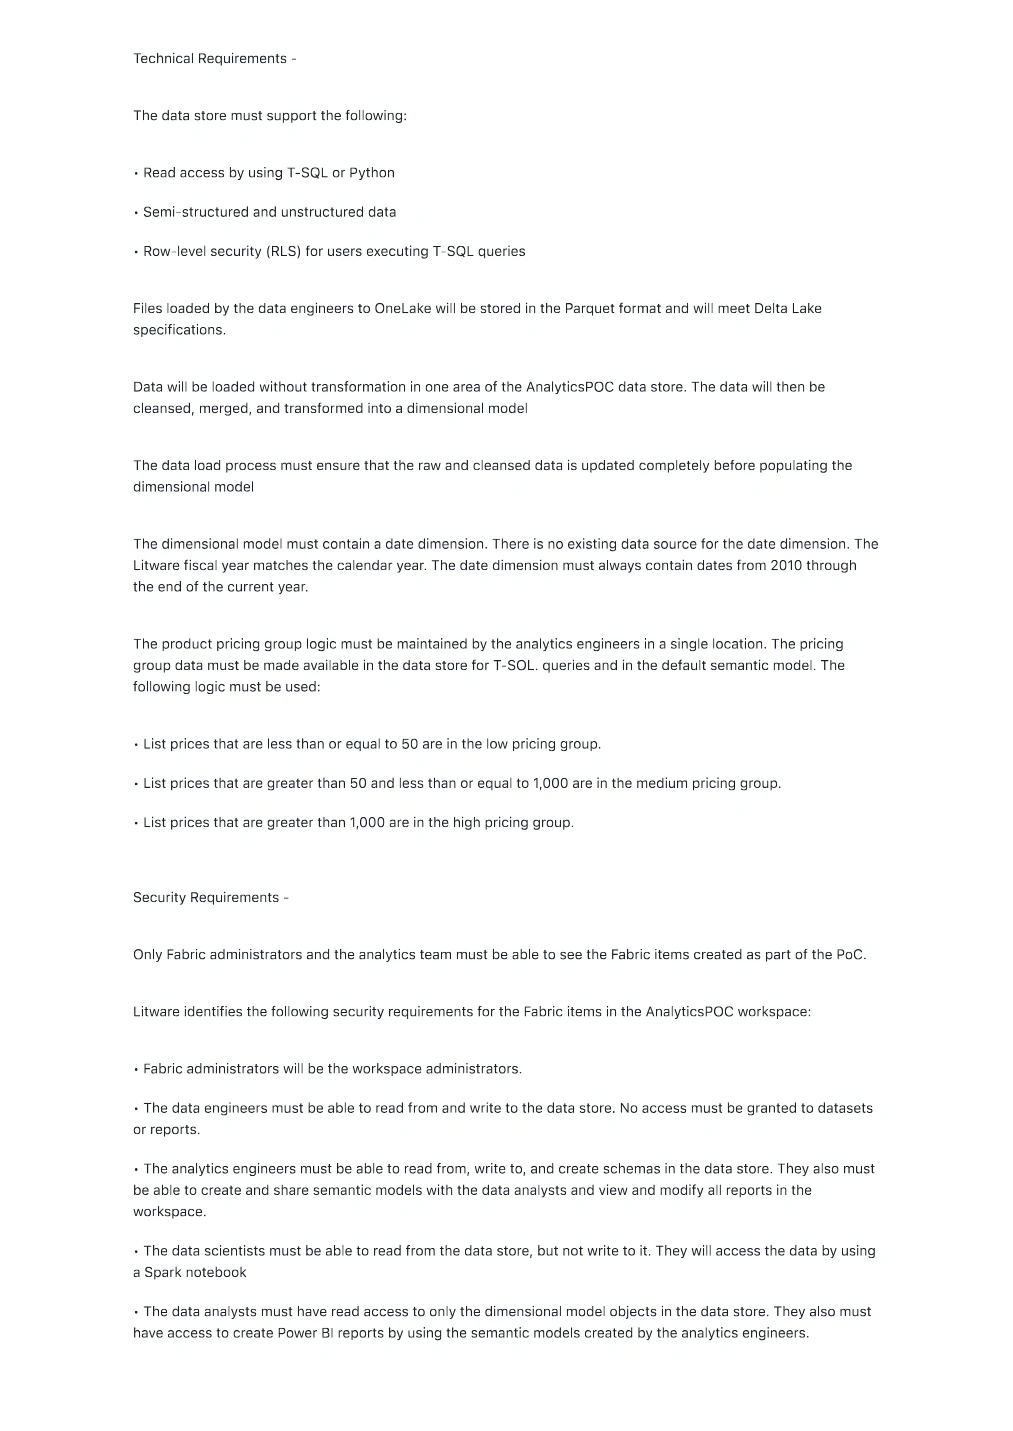 Technical Requirements -
The data store must support the following:
• Read access by using T-SQL or Python
• Semi-structured and unstructured data
• Row-level security (RLS) for users executing T-SQL queries
Files loaded by the data engineers to OneLake will be stored in the Parquet format and will meet Delta Lake
specifications.
Data will be loaded without transformation in one area of the AnalyticsPOC data store. The data will then be
cleansed, merged, and transformed into a dimensional model
The data load process must ensure that the raw and cleansed data is updated completely before populating the
dimensional model
The dimensional model must contain a date dimension. There is no existing data source for the date dimension. The
Litware fiscal year matches the calendar year. The date dimension must always contain dates from 2010 through
the end of the current year.
The product pricing group logic must be maintained by the analytics engineers in a single location. The pricing
group data must be made available in the data store for T-SOL. queries and in the default semantic model. The
following logic must be used:
• List prices that are less than or equal to 50 are in the low pricing group.
• List prices that are greater than 50 and less than or equal to 1,000 are in the medium pricing group.
• List prices that are greater than 1,000 are in the high pricing group.
Security Requirements -
Only Fabric administrators and the analytics team must be able to see the Fabric items created as part of the PoC.
Litware identifies the following security requirements for the Fabric items in the AnalyticsPOC workspace:
• Fabric administrators will be the workspace administrators.
• The data engineers must be able to read from and write to the data store. No access must be granted to datasets
or reports.
• The analytics engineers must be able to read from, write to, and create schemas in the data store. They also must
be able to create and share semantic models with the data analysts and view and modify all reports in the
workspace.
• The data scientists must be able to read from the data store, but not write to it. They will access the data by using
a Spark notebook
• The data analysts must have read access to only the dimensional model objects in the data store. They also must
have access to create Power BI reports by using the semantic models created by the analytics engineers.